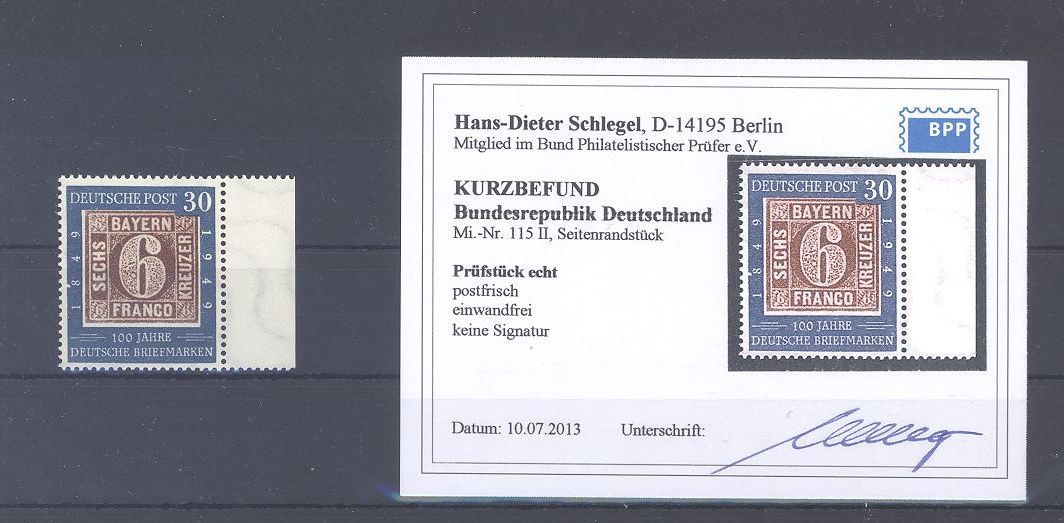 DEUTSCHE POST 30
BAYERN
SECHS
6
KREUZER
FRANCO
1849
1949
100 JAHRE
DEUTSCHE BRIEFMARKEN
Hans-Dieter Schlegel, D-14195 Berlin
Mitglied im Bund Philatelistischer Prüfer e.V.
BPP
KURZBEFUND
Bundesrepublik Deutschland
Mi.-Nr. 115 II, Seitenrandstück
Prüfstück echt
postfrisch
einwandfrei
keine Signatur
DEUTSCHE POST 30
BAYERN
SECHS
6
KREUZER
FRANCO
1849
1949
100 JAHRE
DEUTSCHE BRIEFMARKEN
Datum: 10.07.2013 Unterschrift: